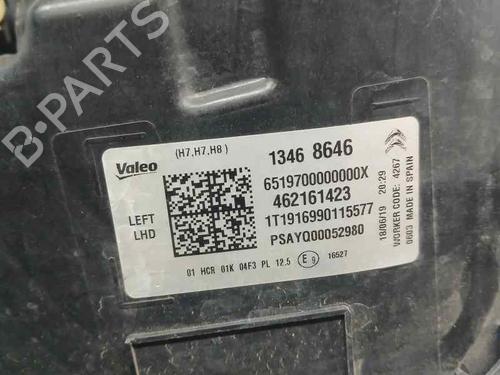 B-PARTS
Valeo
(H7.H7.H8)
1346 8646
6519700000000X
462161423
1T1916990115577
PSAYQ00052980
LEFT
LHD
01 HCR 01K 04F3 PL 12.5 E9 16527
18/06/19 20:29
WORKER CODE: 4267
0603 MADE IN SPAIN